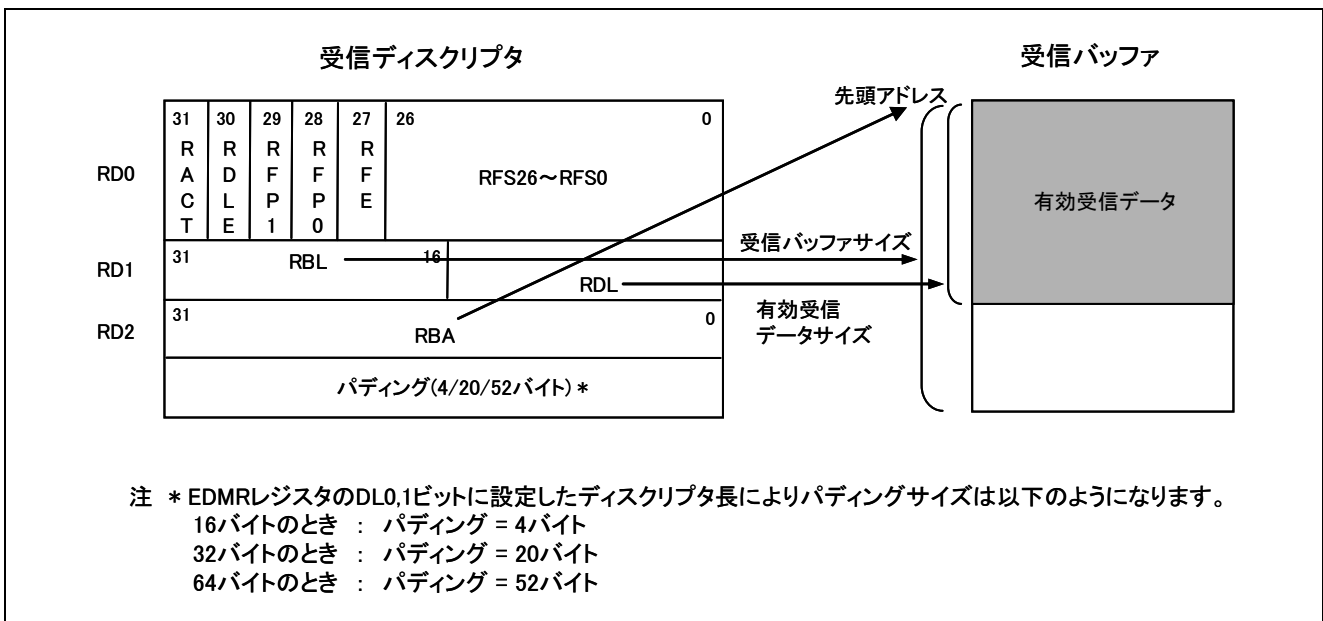 受信ディスクリプタ
受信バッファ
先頭アドレス
31 30 29 28 27 26 0
RD0
RACT
RDLE
RFP1
RFP0
RFE
RFS26～RFS0
有効受信データ
受信バッファサイズ
RD1
31 RBL 16
RDL
有効受信
データサイズ
RD2
31 RBA 0
パディング(4/20/52バイト)*
注 * EDMRレジスタのDL0,1ビットに設定したディスクリプタ長によりパディングサイズは以下のようになります。
16バイトのとき : パディング = 4バイト
32バイトのとき : パディング = 20バイト
64バイトのとき : パディング = 52バイト